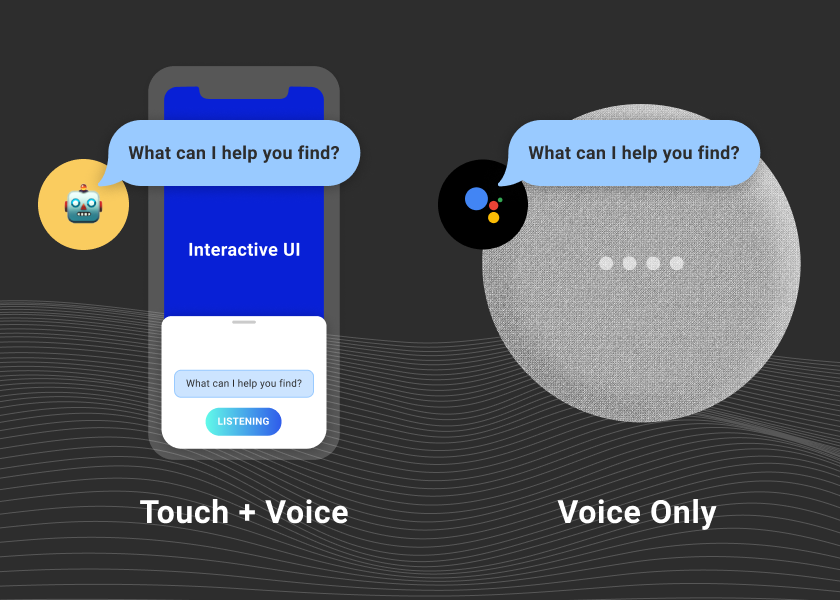 What can I help you find?
Interactive UI
What can I help you find?
LISTENING
Touch + Voice
What can I help you find?
Voice Only